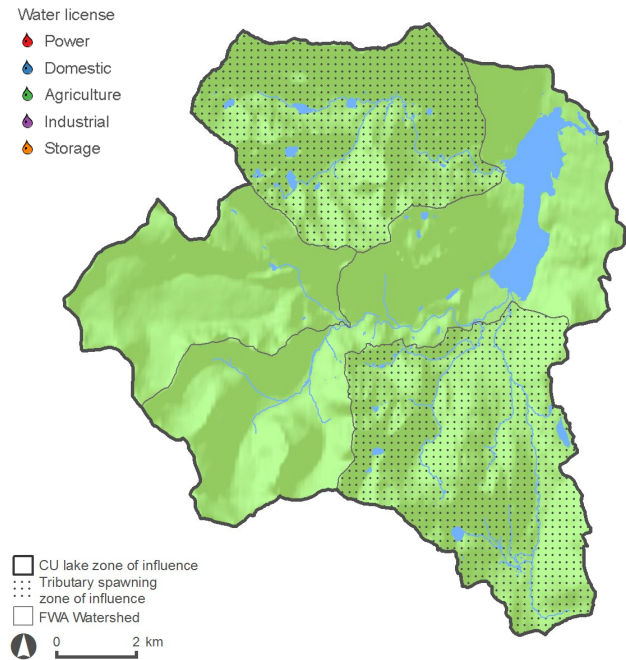 Water license
Power
Domestic
Agriculture
Industrial
Storage
CU lake zone of influence
Tributary spawning
zone of influence
FWA Watershed
0 2 km